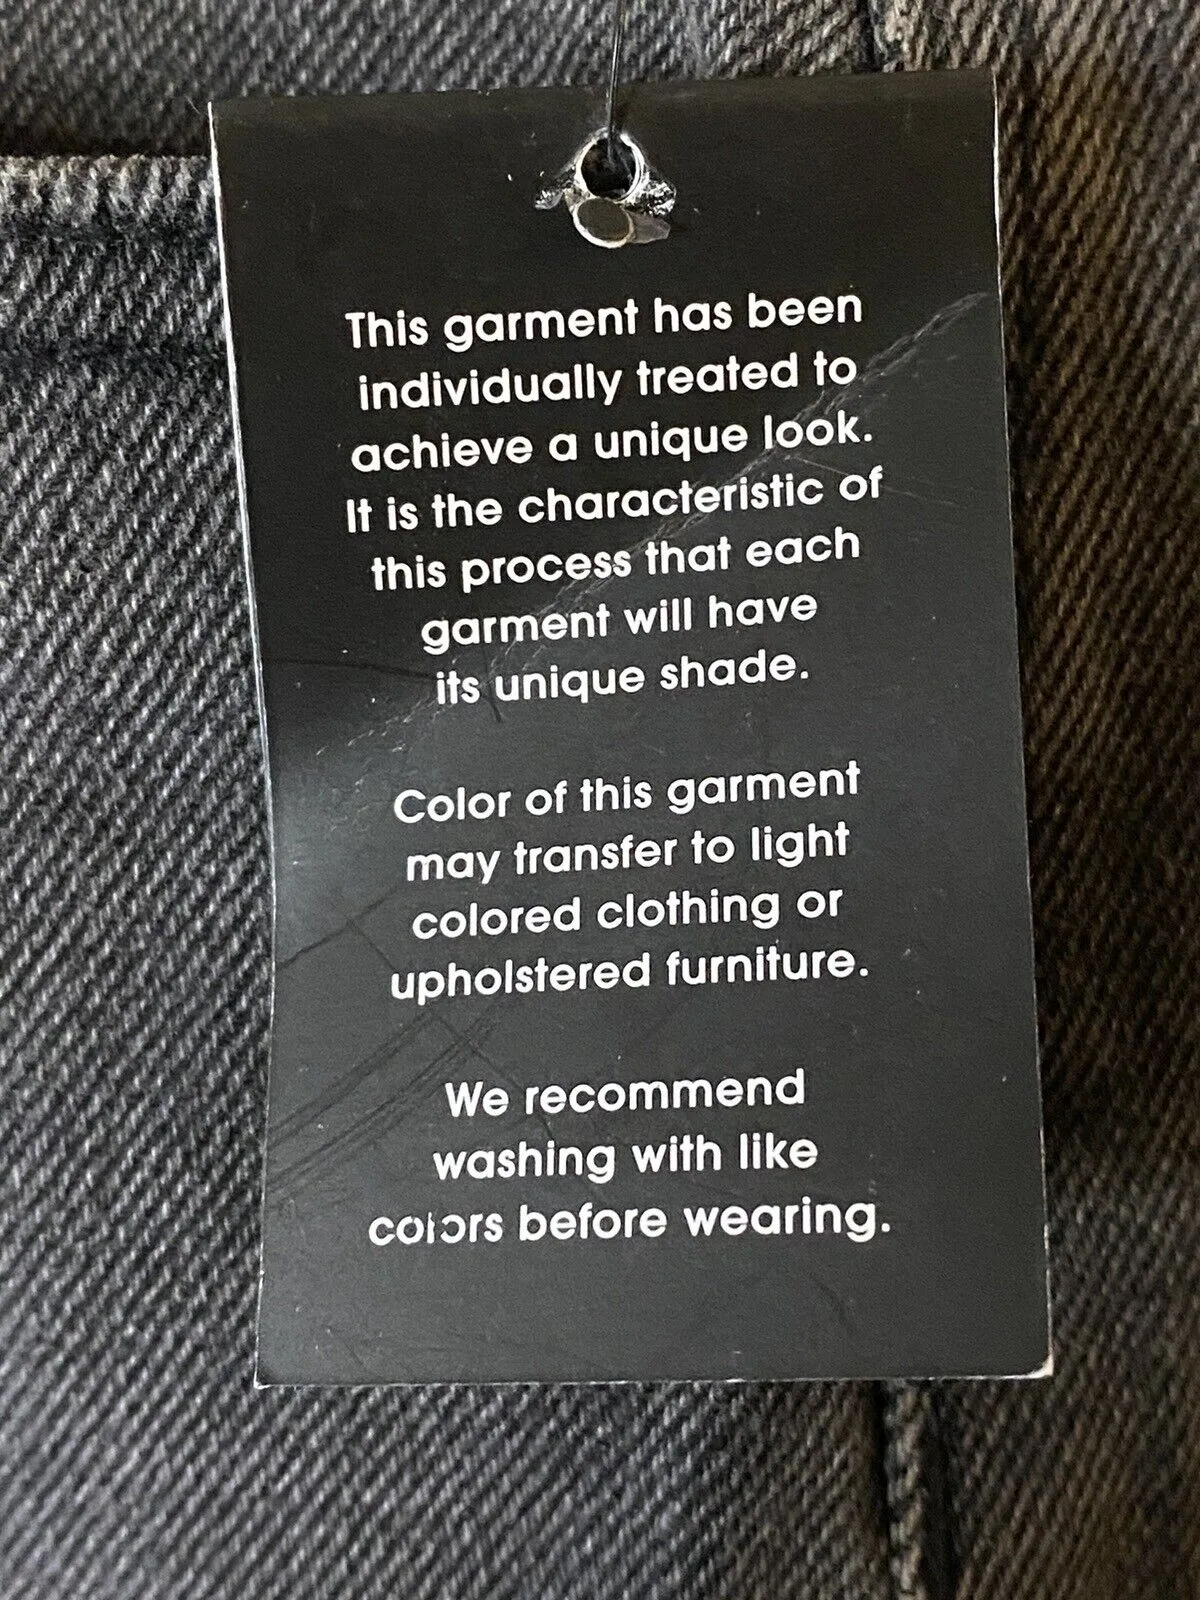 This garment has been
individually treated to
achieve a unique look.
It is the characteristic of
this process that each
garment will have
its unique shade.
Color of this garment
may transfer to light
colored clothing or
upholstered furniture.
We recommend
washing with like
colors before wearing.